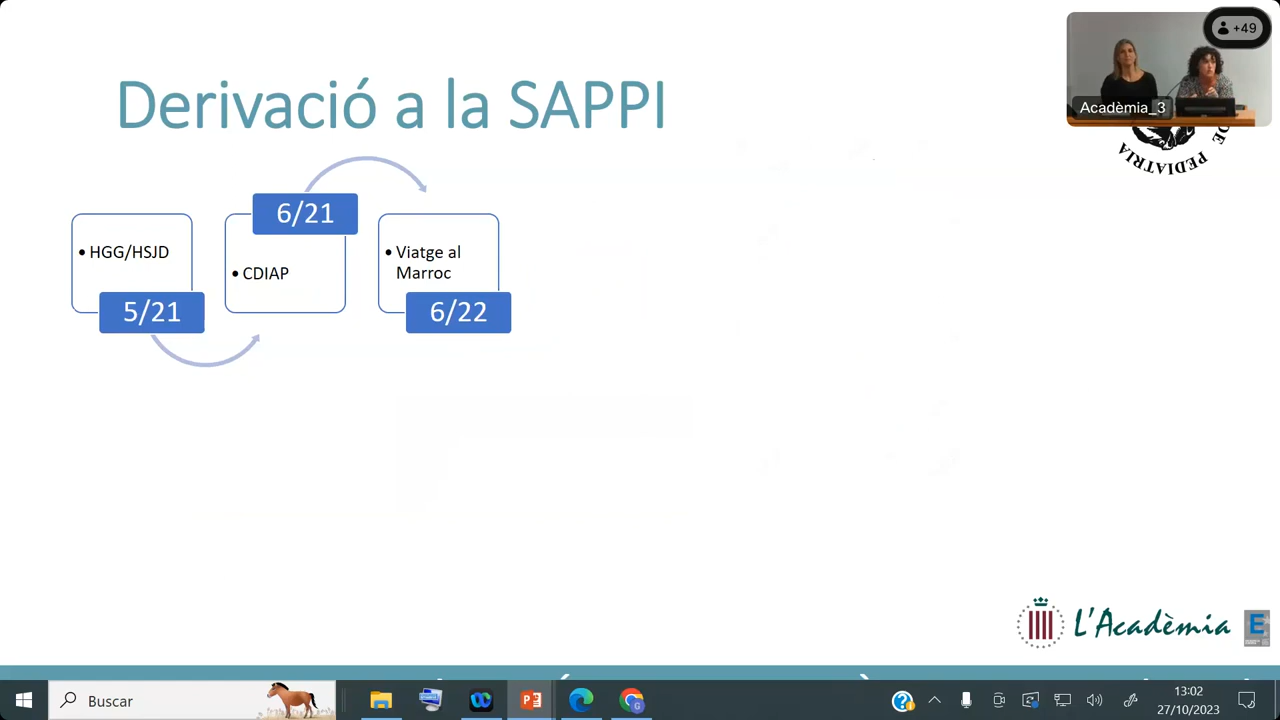 Derivació a la SAPPI
+49
Acadèmia_3
DE PEDIATRIA
• HGG/HSJD
5/21
6/21
• CDIAP
• Viatge al
Marroc
6/22
L'Acadèmia
E
Buscar
13:02
27/10/2023